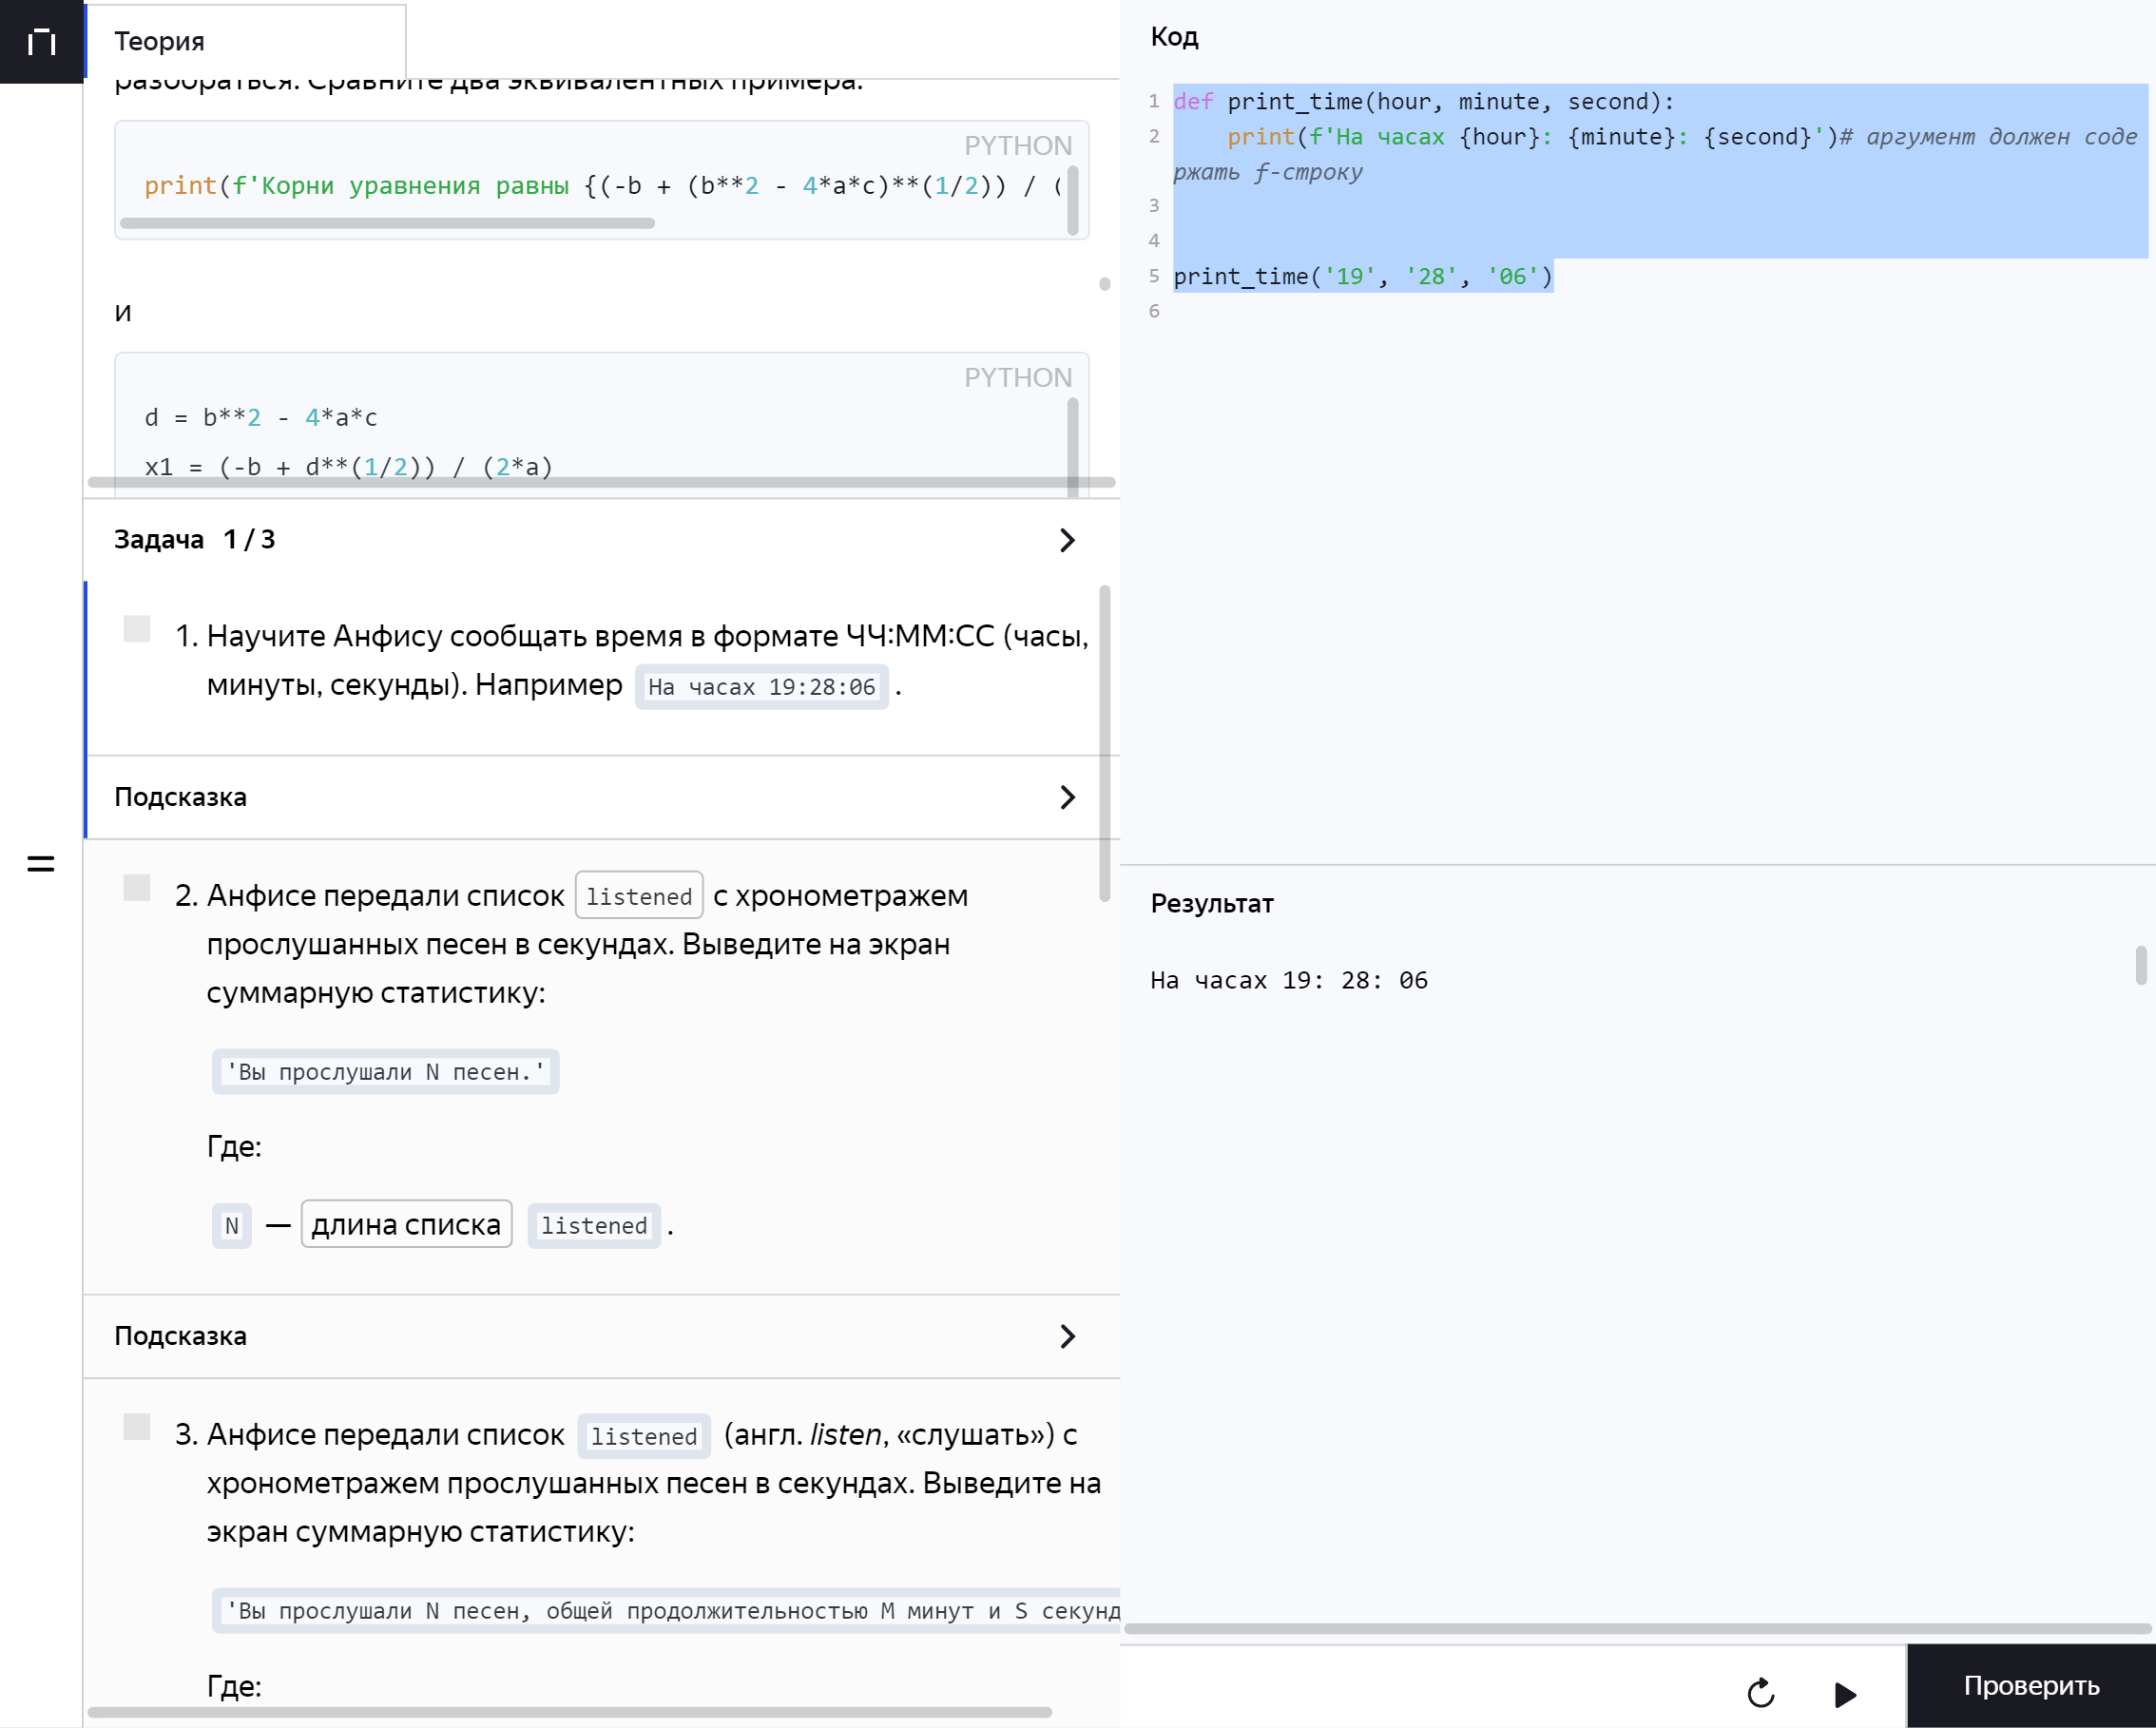 Теория
разобраться. Сравните два эквивалентных примера.
PYTHON
print(f'Корни уравнения равны {(-b + (b**2 - 4*a*c)**(1/2)) / (
и
PYTHON
d = b**2 - 4*a*c
x1 = (-b + d**(1/2)) / (2*a)
Задача 1 / 3
1. Научите Анфису сообщать время в формате ЧЧ:ММ:СС (часы,
минуты, секунды). Например На часах 19:28:06 .
Подсказка
2. Анфисе передали список listened с хронометражем
прослушанных песен в секундах. Выведите на экран
суммарную статистику:
'Вы прослушали N песен.'
Где:
N — длина списка listened .
Подсказка
3. Анфисе передали список listened (англ. listen, «слушать») с
хронометражем прослушанных песен в секундах. Выведите на
экран суммарную статистику:
'Вы прослушали N песен, общей продолжительностью M минут и S секунд
Где:
Код
1 def print_time(hour, minute, second):
2     print(f'На часах {hour}: {minute}: {second}')# аргумент должен соде
ржать f-строку
3
4
5 print_time('19', '28', '06')
6
Результат
На часах 19: 28: 06
Проверить